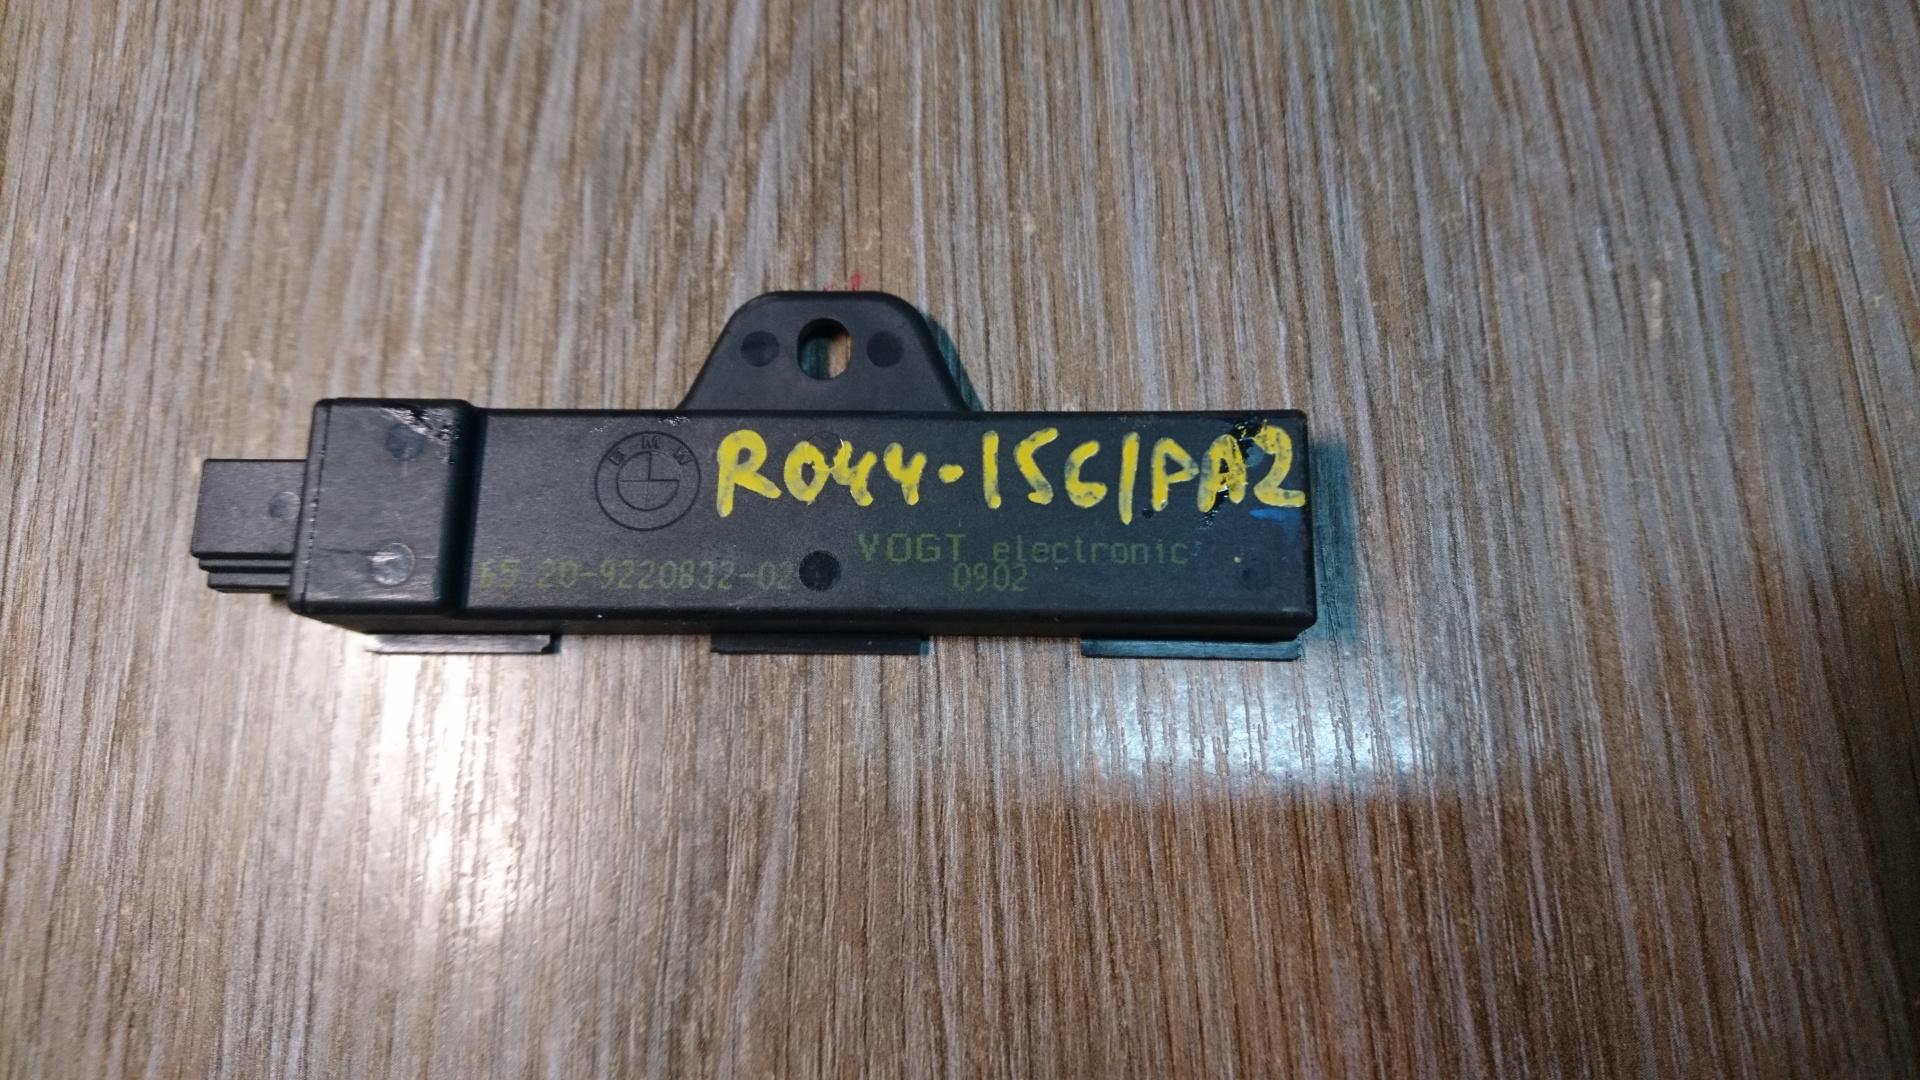 BMW
R044-156/PA2
VOGT electronic
65 20-9220832-02
0902